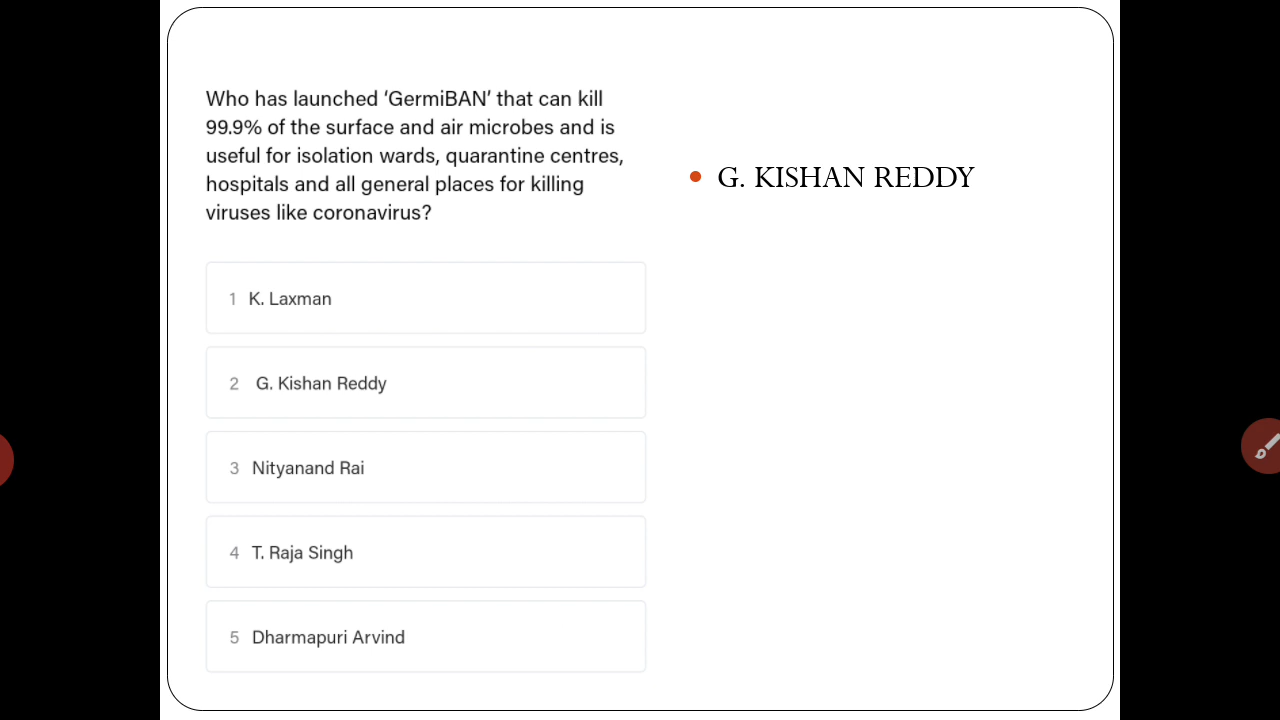 Who has launched ‘GermiBAN’ that can kill
99.9% of the surface and air microbes and is
useful for isolation wards, quarantine centres,
hospitals and all general places for killing
viruses like coronavirus?
1 K. Laxman
2 G. Kishan Reddy
3 Nityanand Rai
4 T. Raja Singh
5 Dharmapuri Arvind
• G. KISHAN REDDY